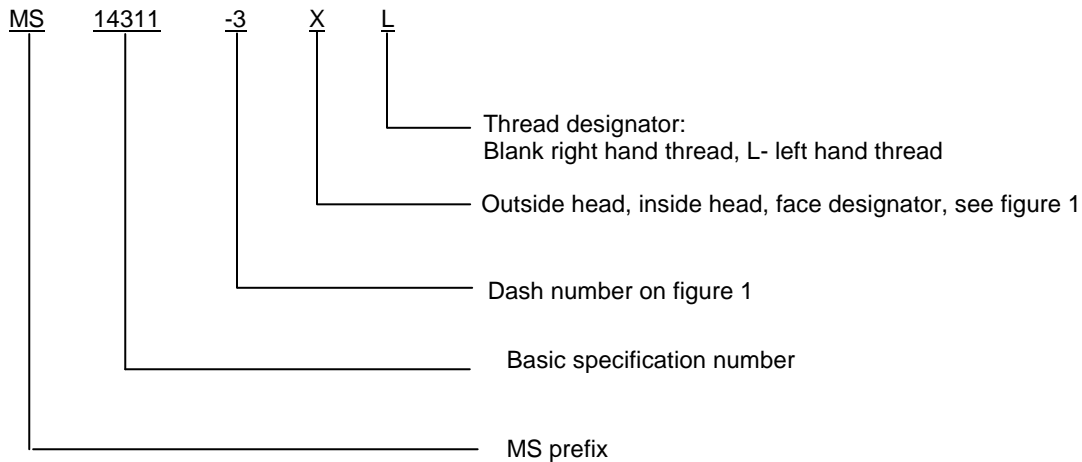 MS 14311 -3 X L
Thread designator:
Blank right hand thread, L- left hand thread
Outside head, inside head, face designator, see figure 1
Dash number on figure 1
Basic specification number
MS prefix